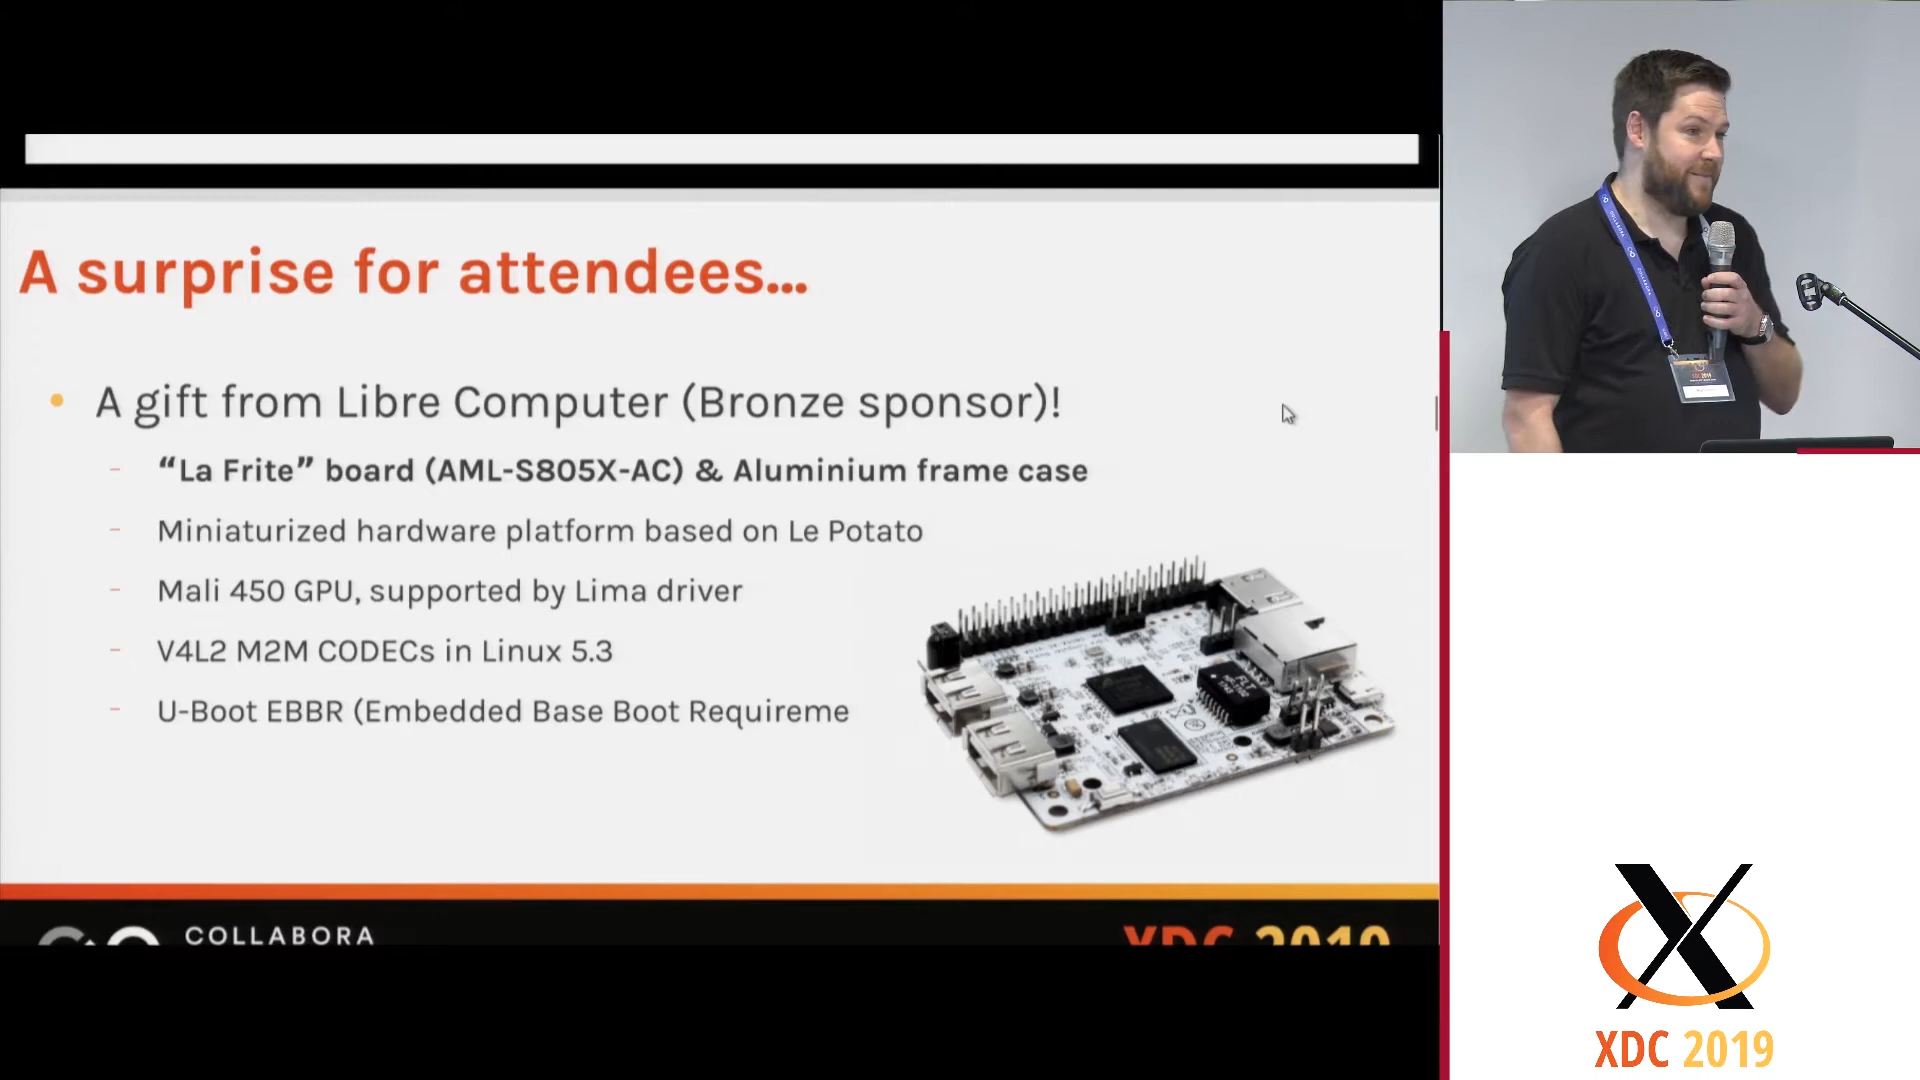 A surprise for attendees...
• A gift from Libre Computer (Bronze sponsor)!
- “La Frite” board (AML-S805X-AC) & Aluminium frame case
- Miniaturized hardware platform based on Le Potato
- Mali 450 GPU, supported by Lima driver
- V4L2 M2M CODECs in Linux 5.3
- U-Boot EBBR (Embedded Base Boot Requireme
COLLABORA
XDC 2019
XDC 2019
XDC 2019